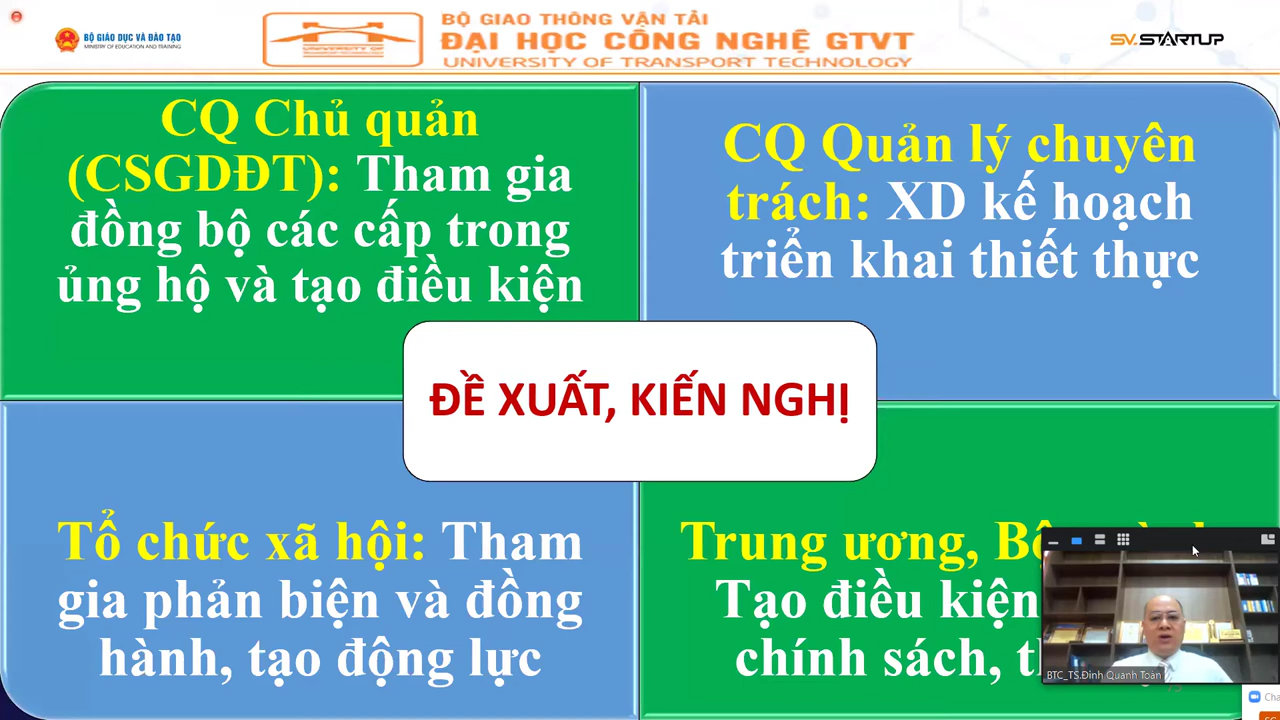 BỘ GIÁO DỤC VÀ ĐÀO TẠO
MINISTRY OF EDUCATION AND TRAINING
BỘ GIAO THÔNG VẬN TẢI
ĐẠI HỌC CÔNG NGHỆ GTVT
UNIVERSITY OF TRANSPORT TECHNOLOGY
SV.STARTUP
CQ Chủ quản
(CSGDĐT): Tham gia
đồng bộ các cấp trong
ủng hộ và tạo điều kiện
CQ Quản lý chuyên
trách: XD kế hoạch
triển khai thiết thực
ĐỀ XUẤT, KIẾN NGHỊ
Tổ chức xã hội: Tham
gia phản biện và đồng
hành, tạo động lực
Trung ương,
Tạo điều kiện
chính sách,
BTC_TS.Đinh Quanh Toàn